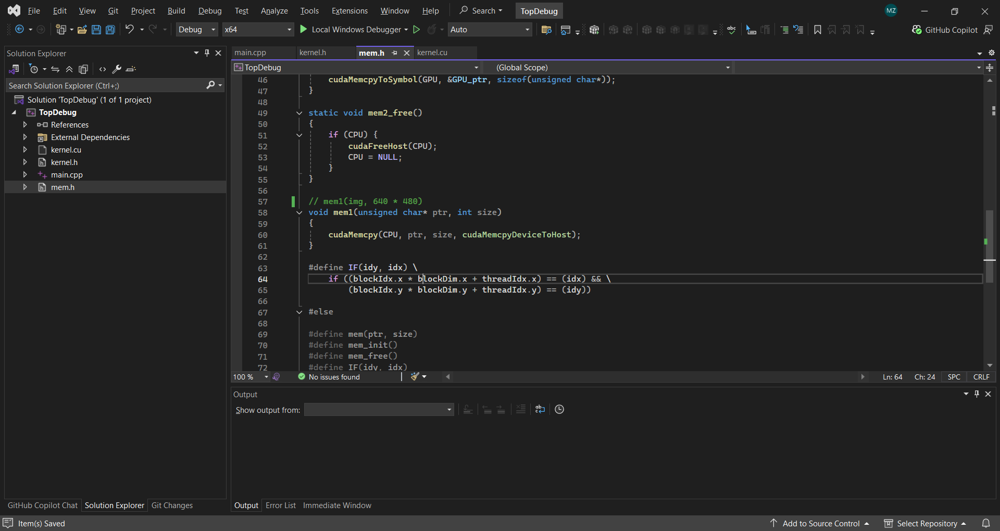 File Edit View Git Project Build Debug Test Analyze Tools Extensions Window Help Search TopDebug MZ
Debug x64 Local Windows Debugger Auto abc GitHub Copilot
Solution Explorer
Search Solution Explorer (Ctrl+;)
Solution 'TopDebug' (1 of 1 project)
TopDebug
References
External Dependencies
kernel.cu
kernel.h
main.cpp
mem.h
main.cpp kernel.h mem.h kernel.cu
TopDebug (Global Scope)
46 cudaMemcpyToSymbol(GPU, &GPU_ptr, sizeof(unsigned char*));
47 }
48
49 static void mem2_free()
50 {
51 if (CPU) {
52 cudaFreeHost(CPU);
53 CPU = NULL;
54 }
55 }
56
57 // mem1(img, 640 * 480)
58 void mem1(unsigned char* ptr, int size)
59 {
60 cudaMemcpy(CPU, ptr, size, cudaMemcpyDeviceToHost);
61 }
62
63 #define IF(idy, idx) \
64 if ((blockIdx.x * blockDim.x + threadIdx.x) == (idx) && \
65 (blockIdx.y * blockDim.y + threadIdx.y) == (idy))
66
67 #else
68
69 #define mem(ptr, size)
70 #define mem_init()
71 #define mem_free()
72 #define IF(idy, idx)
100 % No issues found Ln: 64 Ch: 24 SPC CRLF
Output
Show output from:
GitHub Copilot Chat Solution Explorer Git Changes
Output Error List Immediate Window
Item(s) Saved Add to Source Control Select Repository